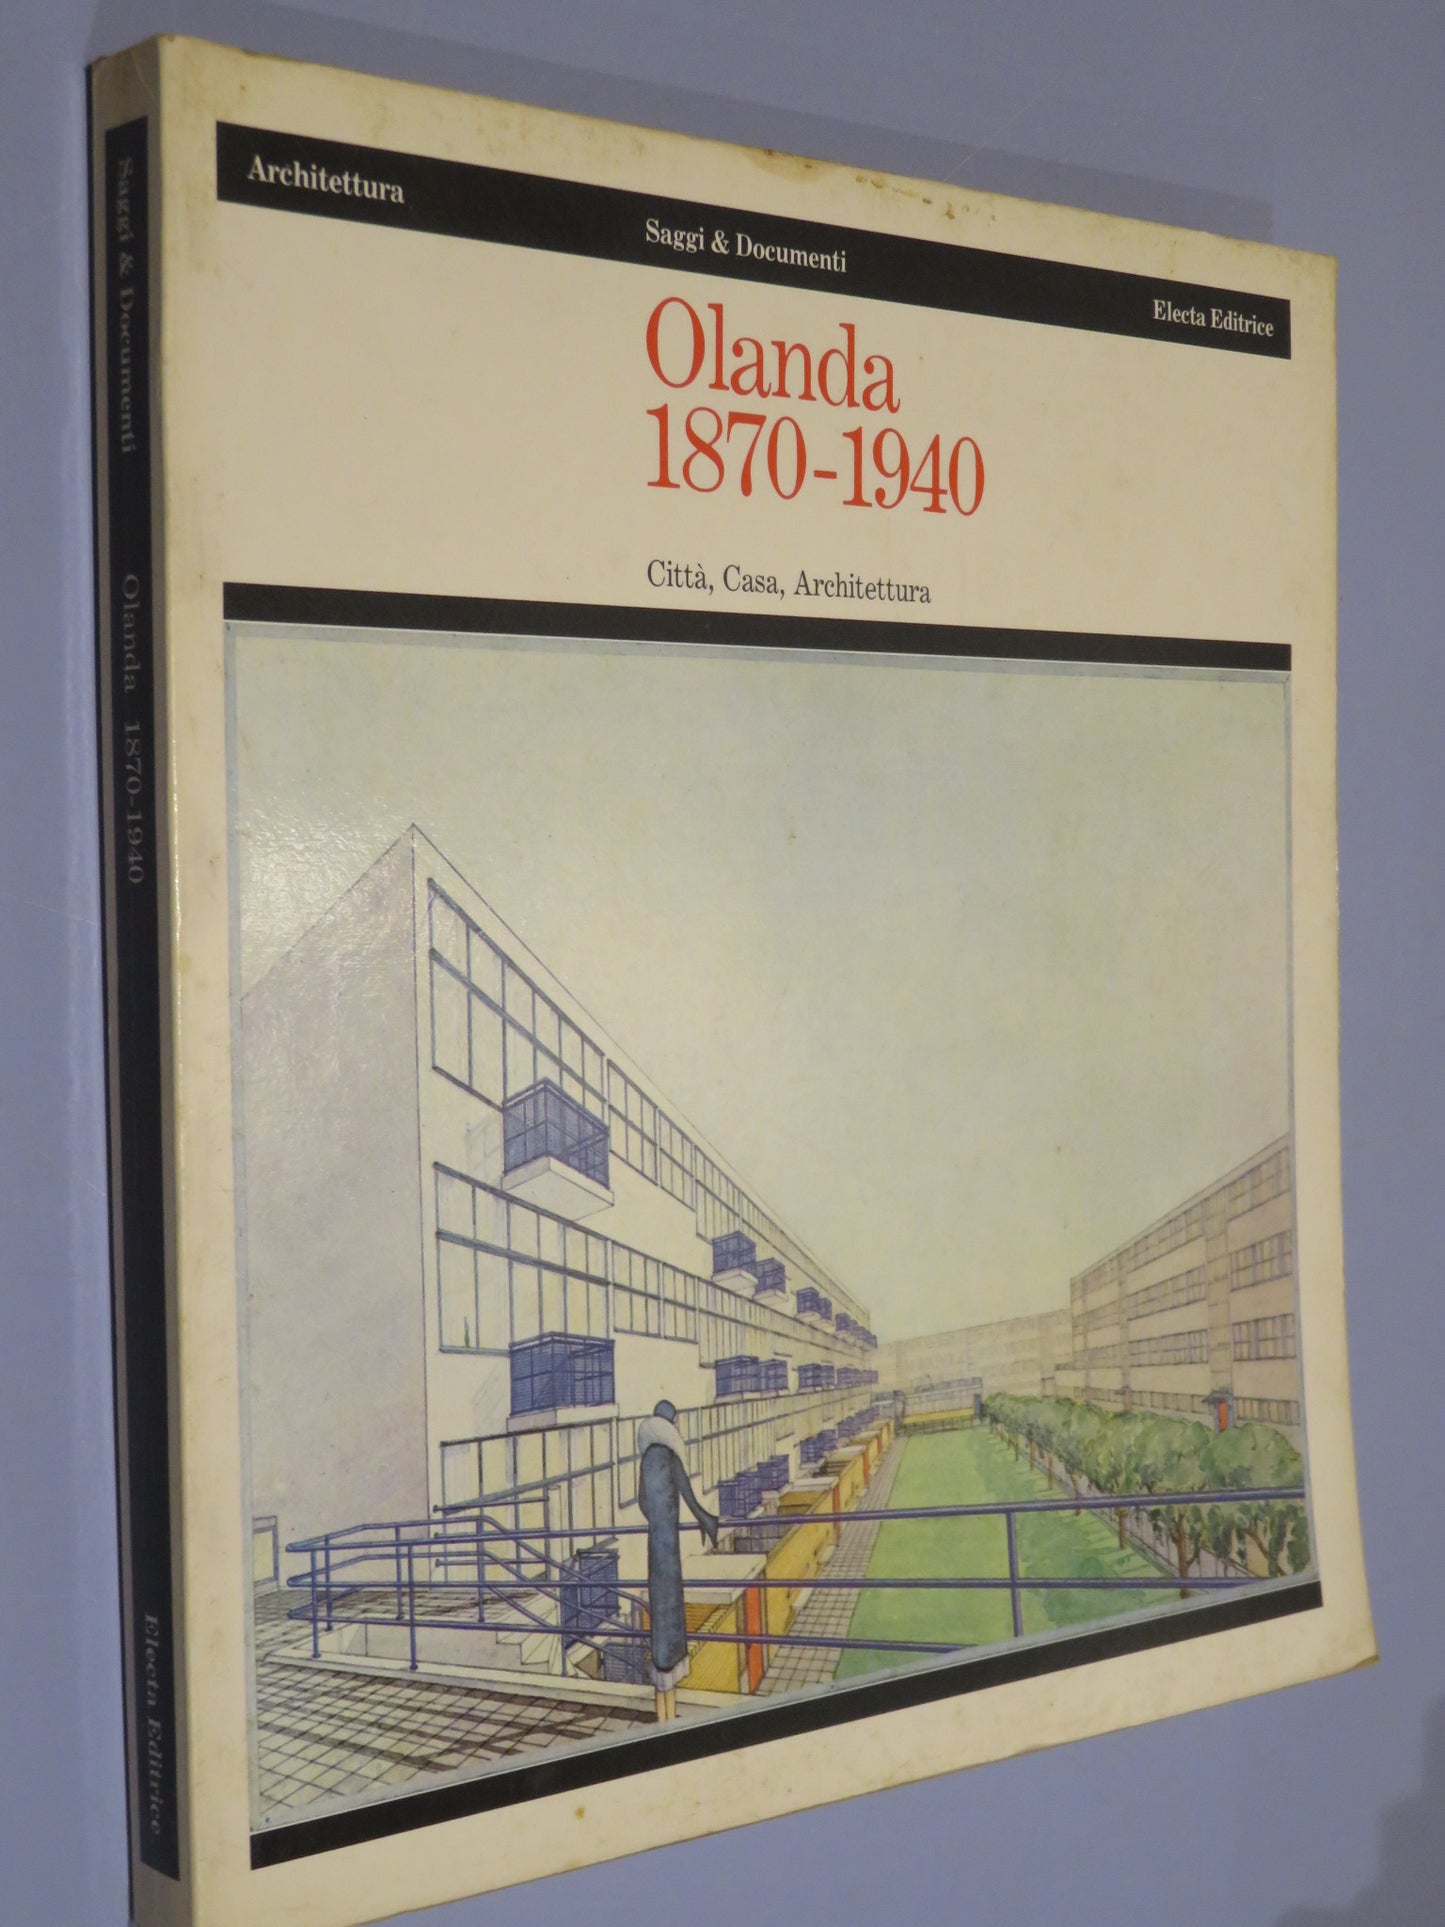 Architettura
Saggi & Documenti
Electa Editrice
Olanda
1870-1940
Città, Casa, Architettura
Saggi & Documenti
Olanda 1870-1940
Electa Editrice